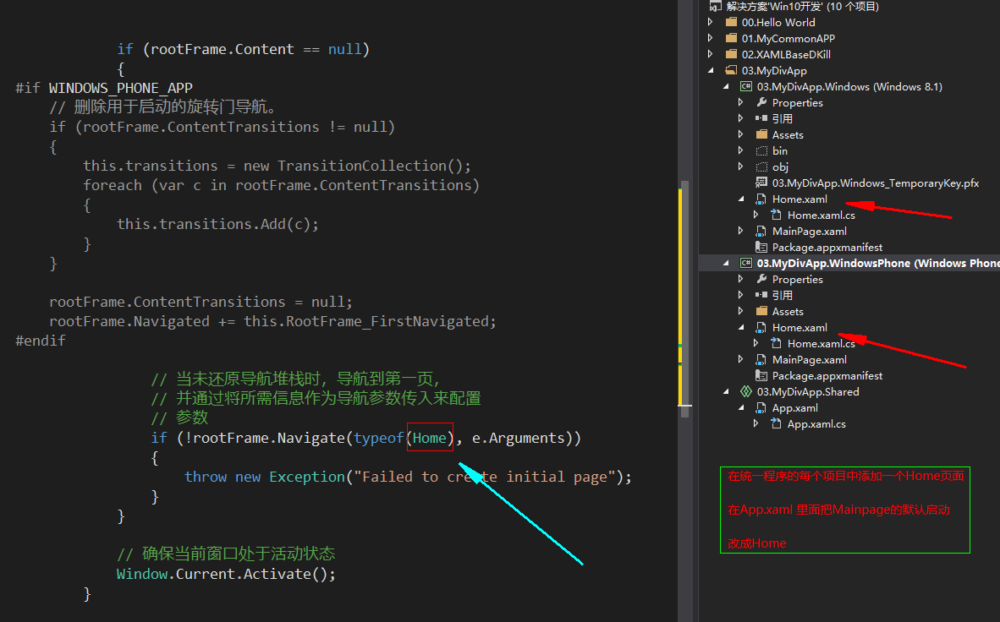 if (rootFrame.Content == null)
{
#if WINDOWS_PHONE_APP
// 删除用于启动的旋转门导航。
if (rootFrame.ContentTransitions != null)
{
this.transitions = new TransitionCollection();
foreach (var c in rootFrame.ContentTransitions)
{
this.transitions.Add(c);
}
}
rootFrame.ContentTransitions = null;
rootFrame.Navigated += this.RootFrame_FirstNavigated;
#endif
// 当未还原导航堆栈时，导航到第一页，
// 并通过将所需信息作为导航参数传入来配置
// 参数
if (!rootFrame.Navigate(typeof(Home), e.Arguments))
{
throw new Exception("Failed to create initial page");
}
}
// 确保当前窗口处于活动状态
Window.Current.Activate();
}
解决方案'Win10开发' (10 个项目)
00.Hello World
01.MyCommonAPP
02.XAMLBaseDKill
03.MyDivApp
03.MyDivApp.Windows (Windows 8.1)
Properties
引用
Assets
bin
obj
03.MyDivApp.Windows_TemporaryKey.pfx
Home.xaml
Home.xaml.cs
MainPage.xaml
Package.appxmanifest
03.MyDivApp.WindowsPhone (Windows Phone
Properties
引用
Assets
Home.xaml
Home.xaml.cs
MainPage.xaml
Package.appxmanifest
03.MyDivApp.Shared
App.xaml
App.xaml.cs
在统一程序的每个项目中添加一个Home页面
在App.xaml 里面把Mainpage的默认启动
改成Home